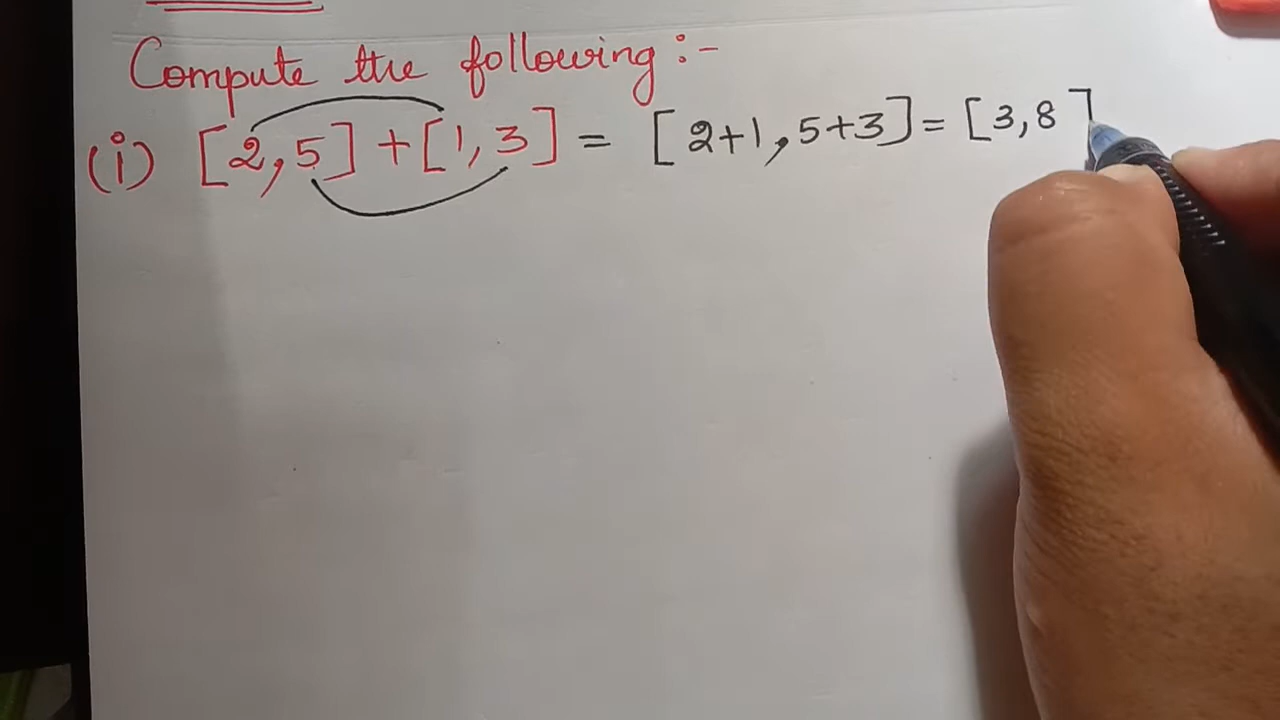 Compute the following :-
(i) [2, 5] + [1, 3] = [2+1, 5+3] = [3, 8]